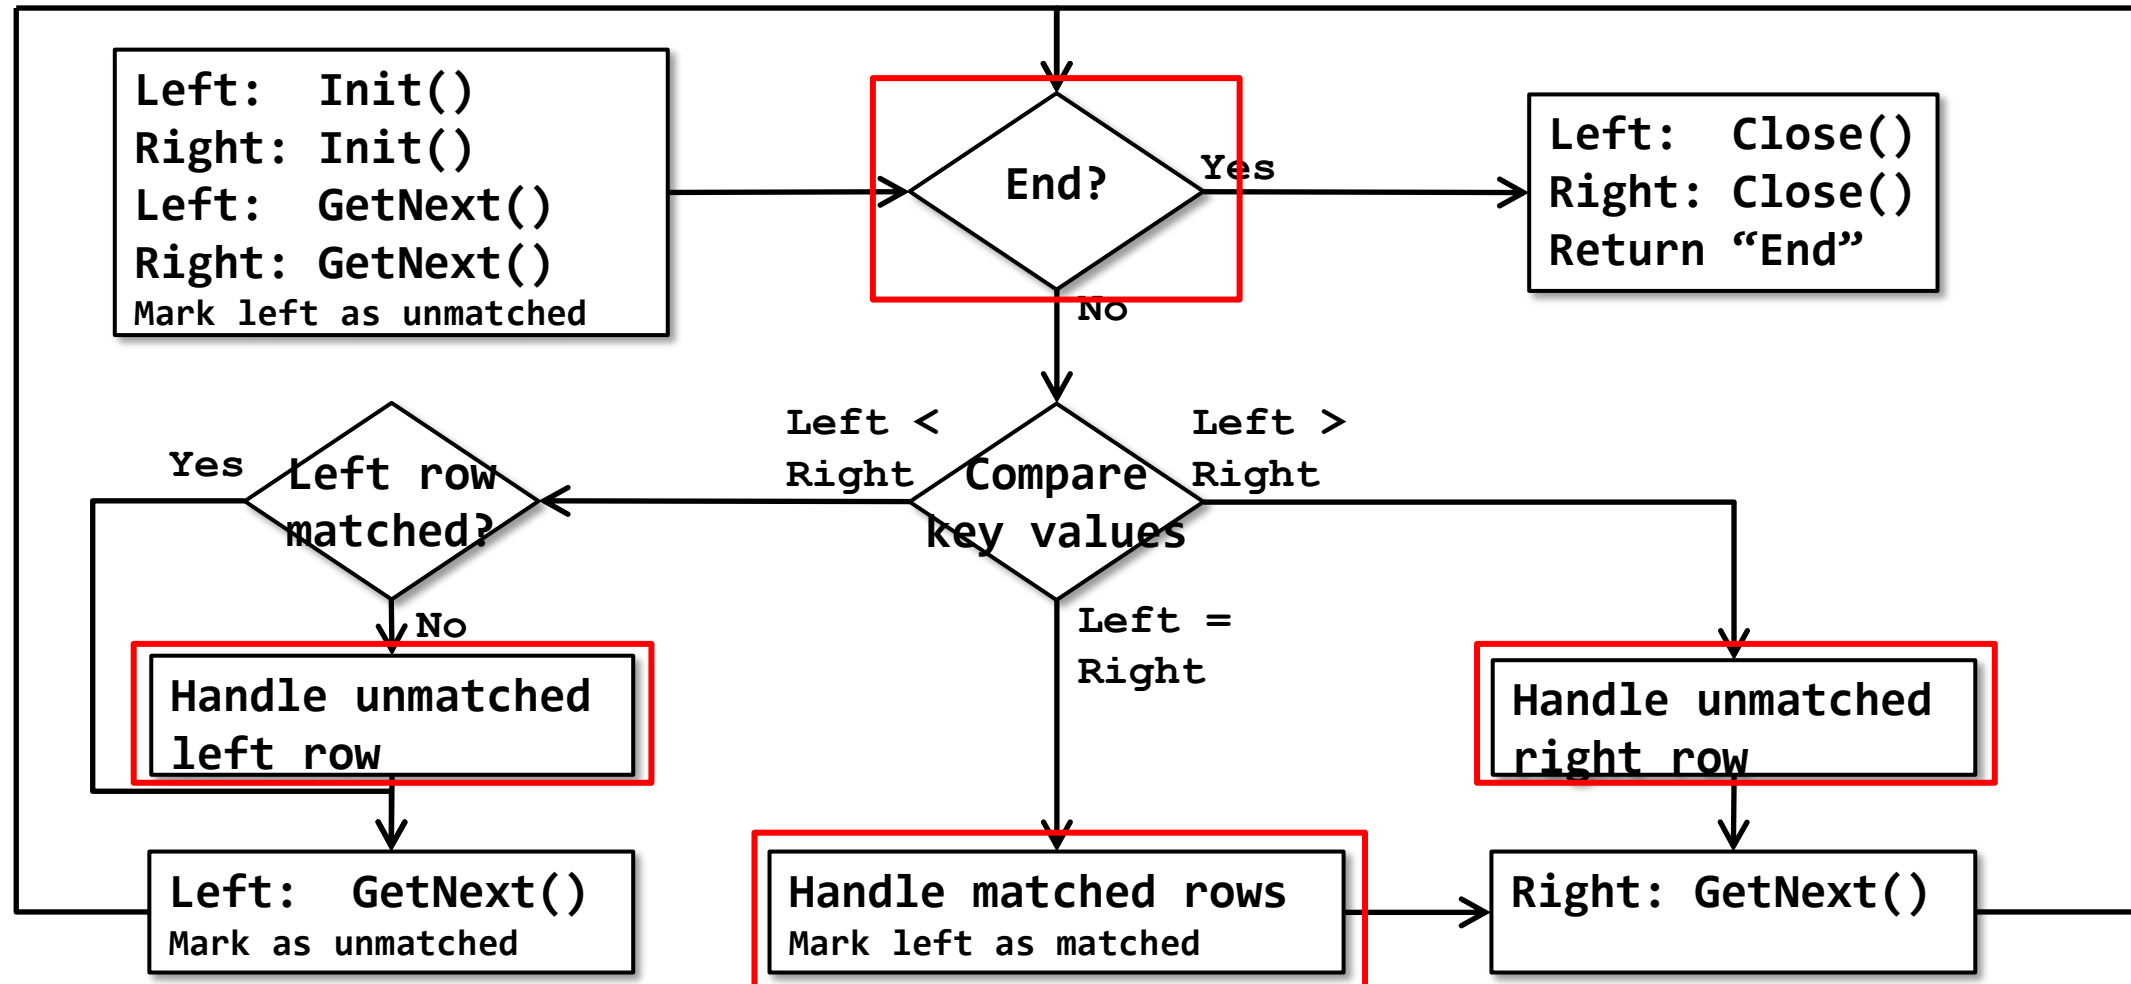 Left:  Init()
Right: Init()
Left:  GetNext()
Right: GetNext()
Mark left as unmatched
End?
Yes
No
Left:  Close()
Right: Close()
Return “End”
Yes
Left row
matched?
No
Left <
Right
Compare
key values
Left >
Right
Left =
Right
Handle unmatched
left row
Handle unmatched
right row
Left:  GetNext()
Mark as unmatched
Handle matched rows
Mark left as matched
Right: GetNext()